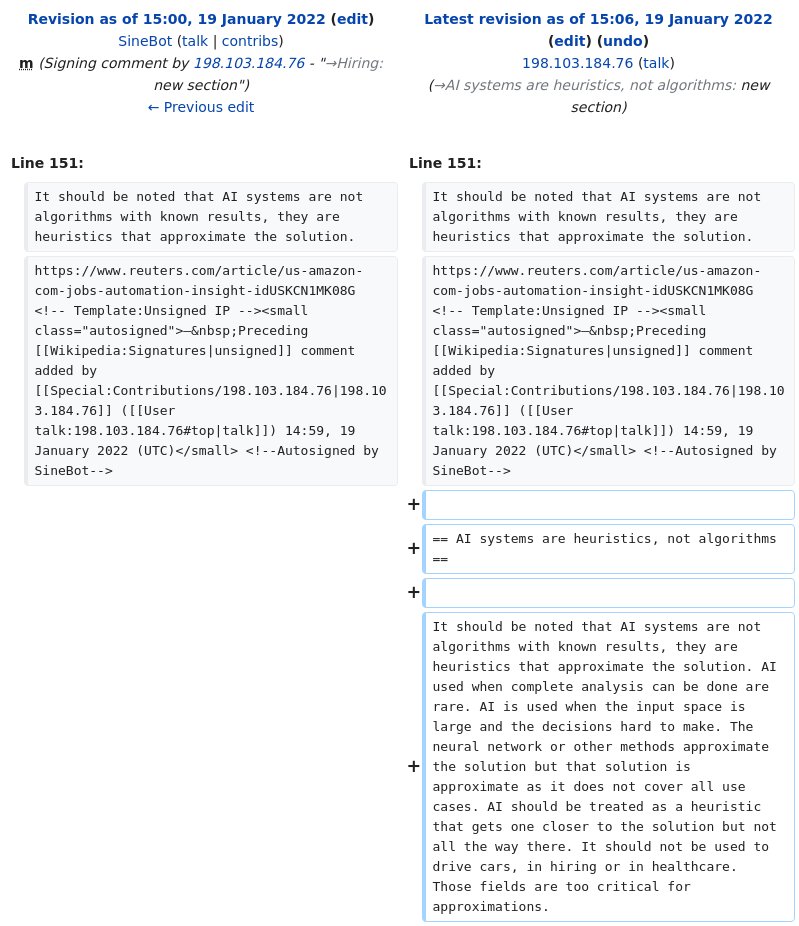 Revision as of 15:00, 19 January 2022 (edit)
SineBot (talk | contribs)
m (Signing comment by 198.103.184.76 - "→Hiring:
new section")
← Previous edit
Latest revision as of 15:06, 19 January 2022
(edit) (undo)
198.103.184.76 (talk)
(→AI systems are heuristics, not algorithms: new
section)
Line 151:
It should be noted that AI systems are not
algorithms with known results, they are
heuristics that approximate the solution.
https://www.reuters.com/article/us-amazon-
com-jobs-automation-insight-idUSKCN1MK08G
<!-- Template:Unsigned IP --><small
class="autosigned">—&nbsp;Preceding
[[Wikipedia:Signatures|unsigned]] comment
added by
[[Special:Contributions/198.103.184.76|198.10
3.184.76]] ([[User
talk:198.103.184.76#top|talk]]) 14:59, 19
January 2022 (UTC)</small> <!--Autosigned by
SineBot-->
Line 151:
It should be noted that AI systems are not
algorithms with known results, they are
heuristics that approximate the solution.
https://www.reuters.com/article/us-amazon-
com-jobs-automation-insight-idUSKCN1MK08G
<!-- Template:Unsigned IP --><small
class="autosigned">—&nbsp;Preceding
[[Wikipedia:Signatures|unsigned]] comment
added by
[[Special:Contributions/198.103.184.76|198.10
3.184.76]] ([[User
talk:198.103.184.76#top|talk]]) 14:59, 19
January 2022 (UTC)</small> <!--Autosigned by
SineBot-->
+
+ == AI systems are heuristics, not algorithms
==
+
+ It should be noted that AI systems are not
algorithms with known results, they are
heuristics that approximate the solution. AI
used when complete analysis can be done are
rare. AI is used when the input space is
large and the decisions hard to make. The
neural network or other methods approximate
the solution but that solution is
approximate as it does not cover all use
cases. AI should be treated as a heuristic
that gets one closer to the solution but not
all the way there. It should not be used to
drive cars, in hiring or in healthcare.
Those fields are too critical for
approximations.